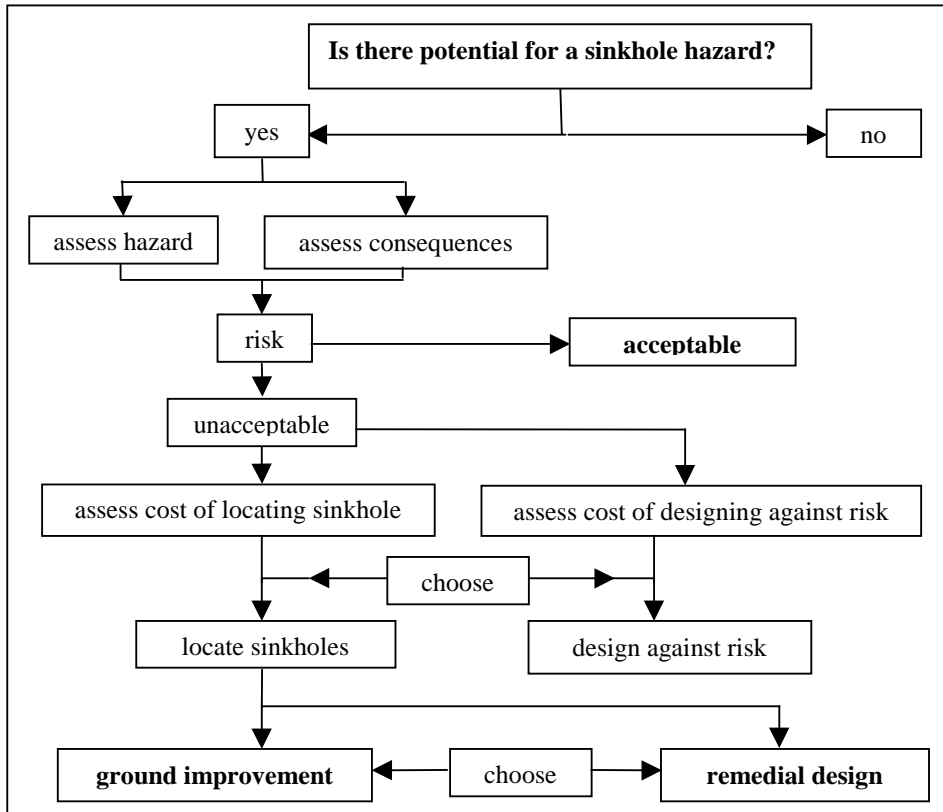 Is there potential for a sinkhole hazard?
yes
no
assess hazard
assess consequences
risk
acceptable
unacceptable
assess cost of locating sinkhole
assess cost of designing against risk
choose
locate sinkholes
design against risk
ground improvement
choose
remedial design